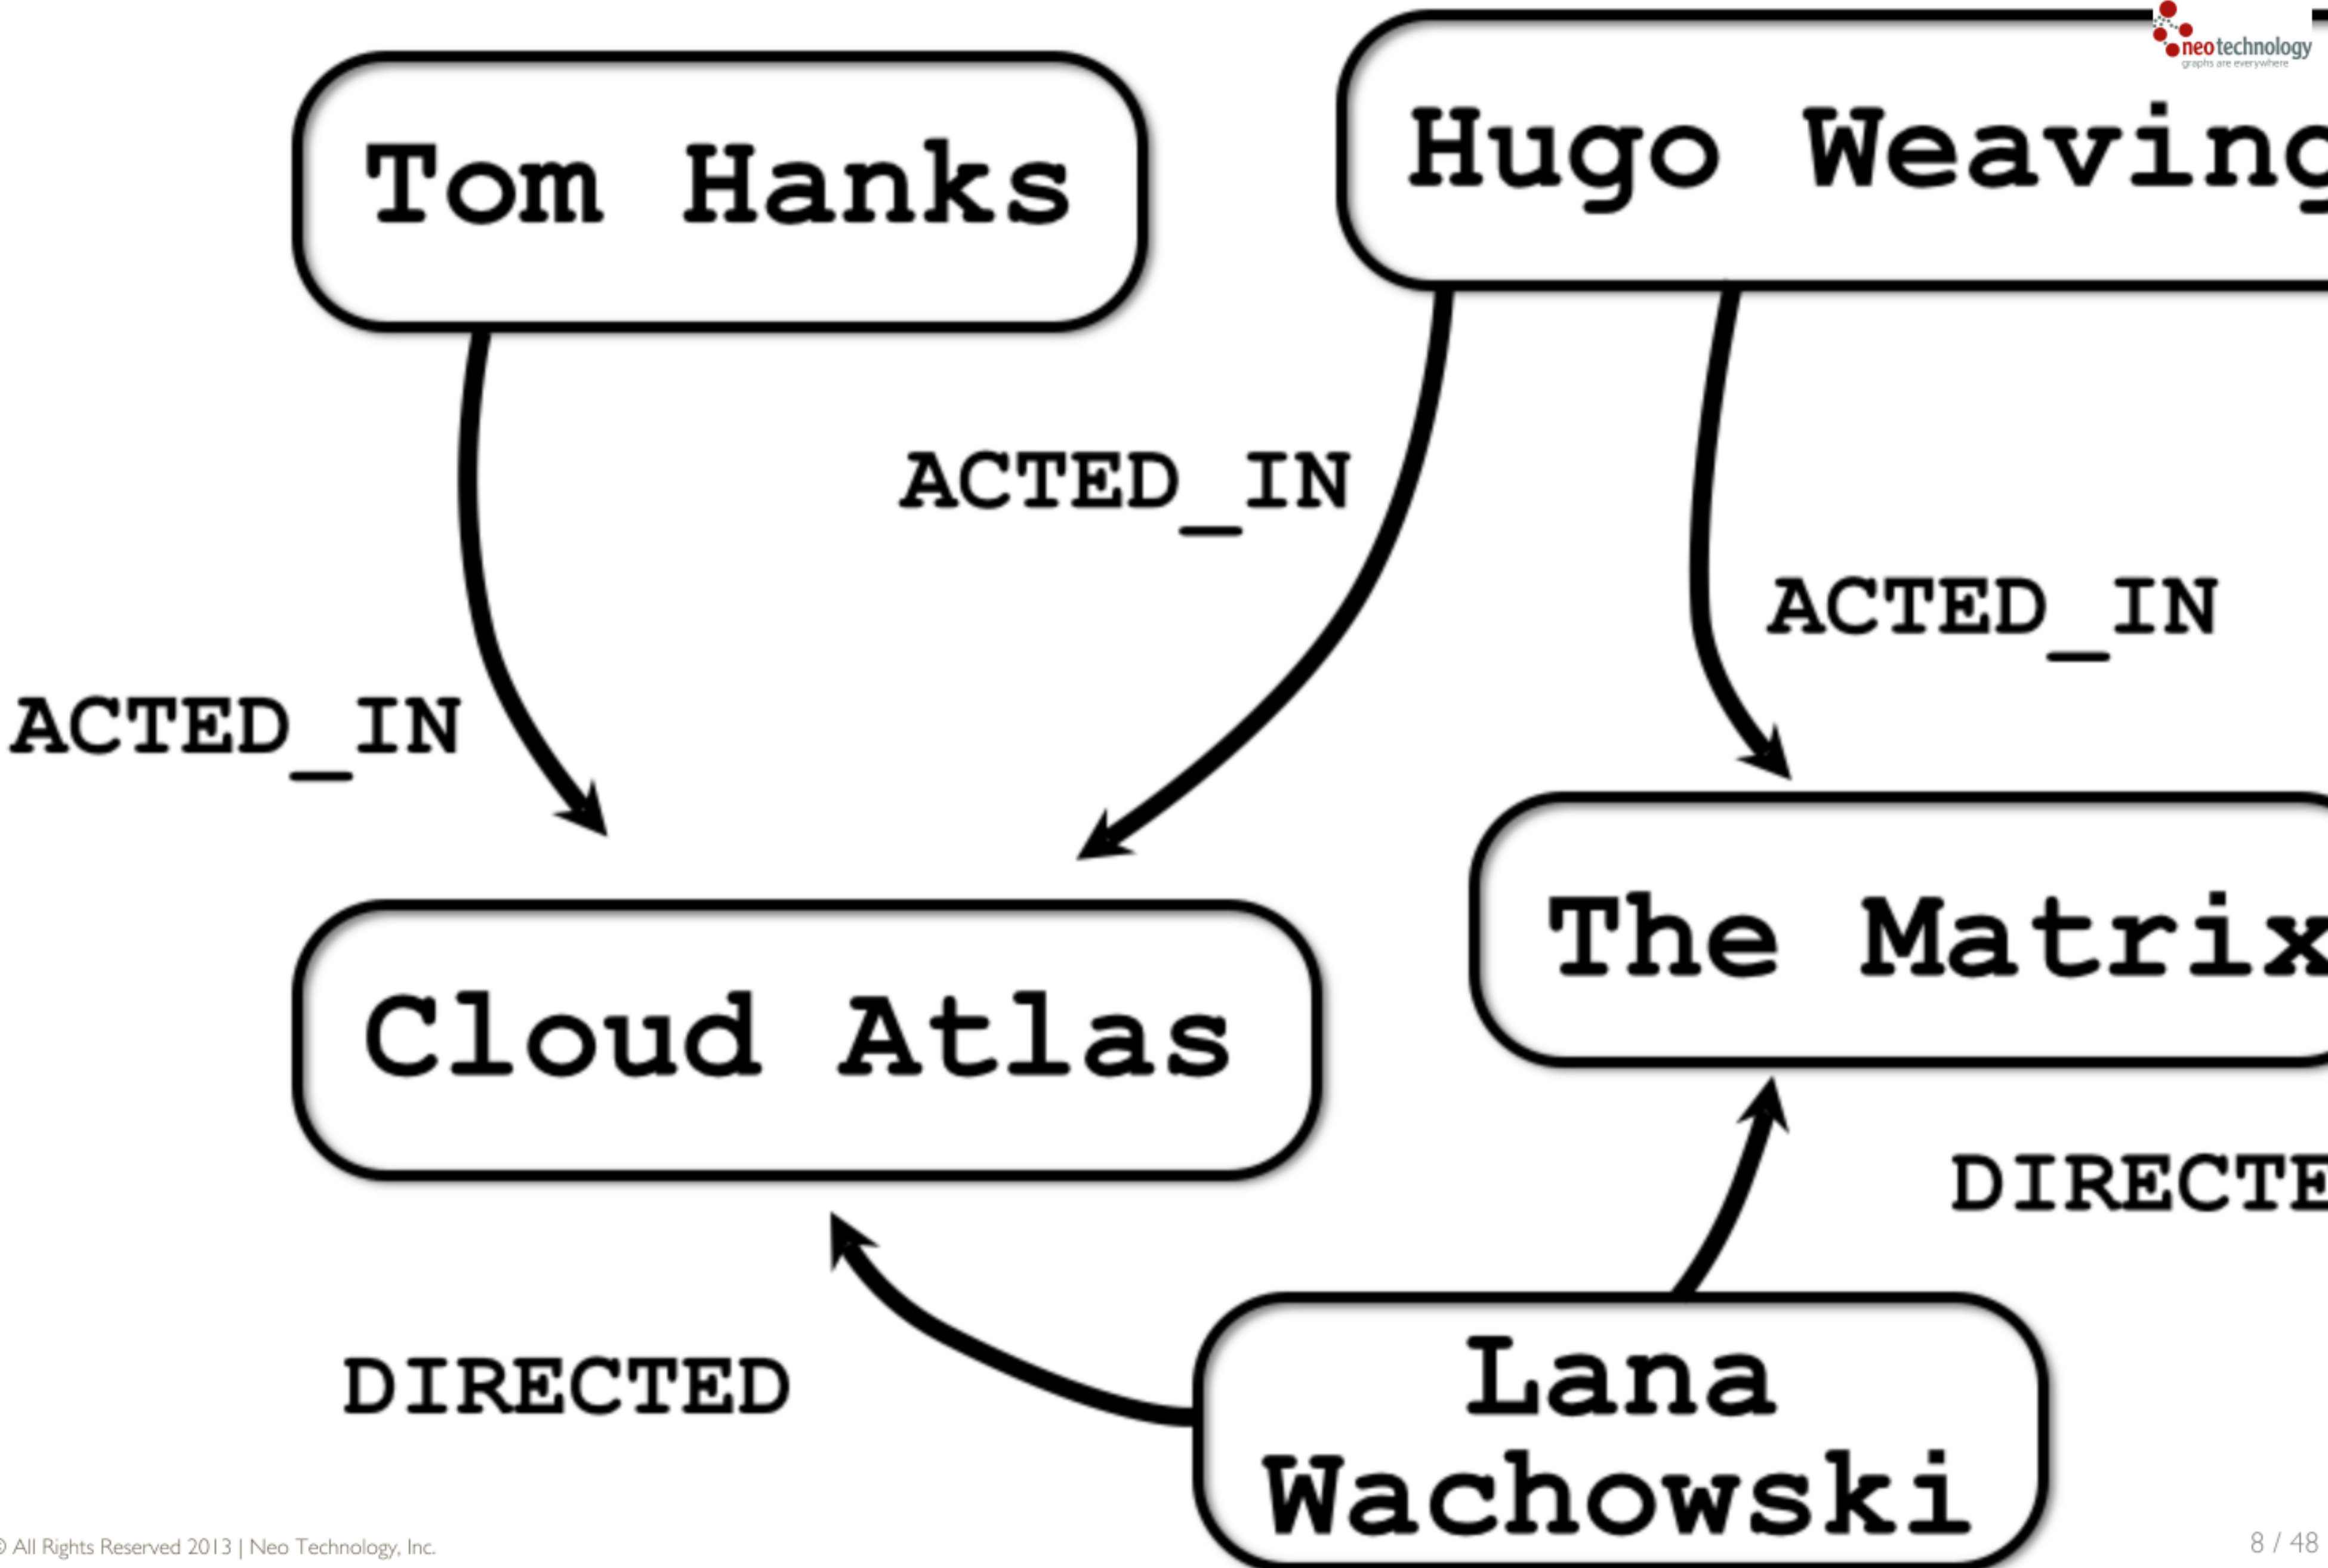 neotechnology
graphs are everywhere
Tom Hanks
Hugo Weaving
ACTED_IN
ACTED_IN
ACTED_IN
Cloud Atlas
The Matrix
DIRECTE
DIRECTED
Lana
Wachowski
© All Rights Reserved 2013 | Neo Technology, Inc.
8 / 48